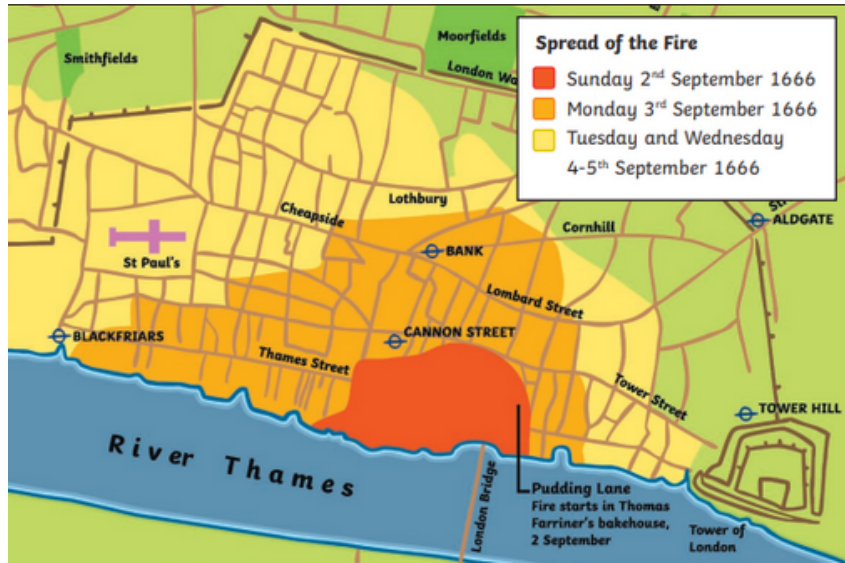 Smithfields
Moorfields
London Wa
Spread of the Fire
Sunday 2nd September 1666
Monday 3rd September 1666
Tuesday and Wednesday
4-5th September 1666
Lothbury
Cheapside
Cornhill
ALDGATE
BANK
St Paul's
Lombard Street
BLACKFRIARS
CANNON STREET
Thames Street
Tower Street
TOWER HILL
River Thames
London Bridge
Pudding Lane
Fire starts in Thomas
Farriner's bakehouse,
2 September
Tower of
London